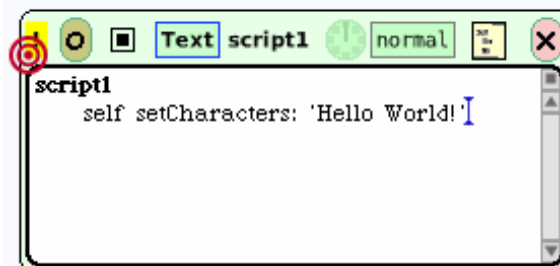 ! O Text script1 normal X
script1
self setCharacters: 'Hello World!'